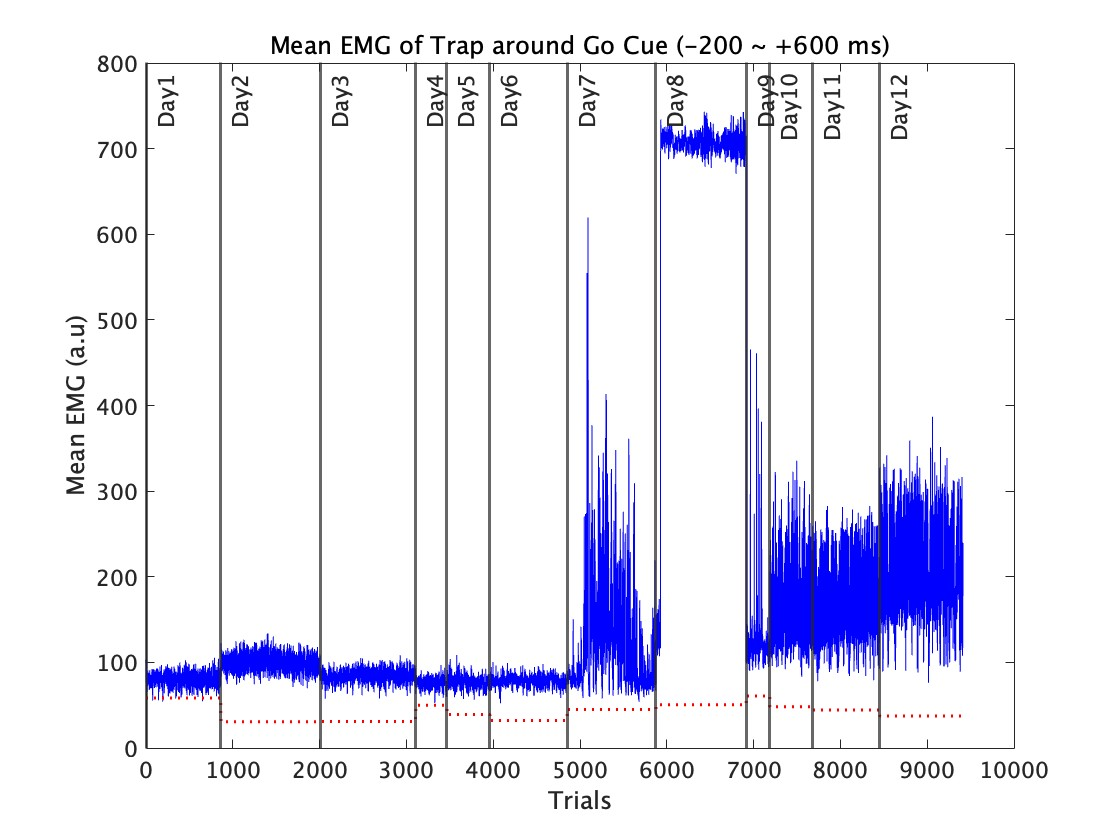 Mean EMG of Trap around Go Cue (-200 ~ +600 ms)
Day1
Day2
Day3
Day4
Day5
Day6
Day7
Day8
Day9
Day10
Day11
Day12
Mean EMG (a.u)
800
700
600
500
400
300
200
100
0
0 1000 2000 3000 4000 5000 6000 7000 8000 9000 10000
Trials